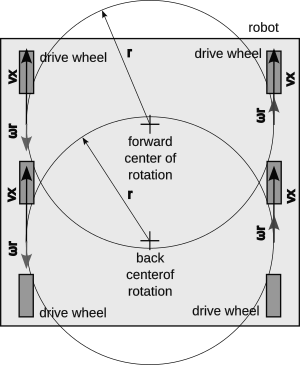 robot
drive wheel
r
drive wheel
vx
vx
ωr
ωr
forward
center of
rotation
vx
r
vx
ωr
ωr
back
centerof
rotation
drive wheel
drive wheel